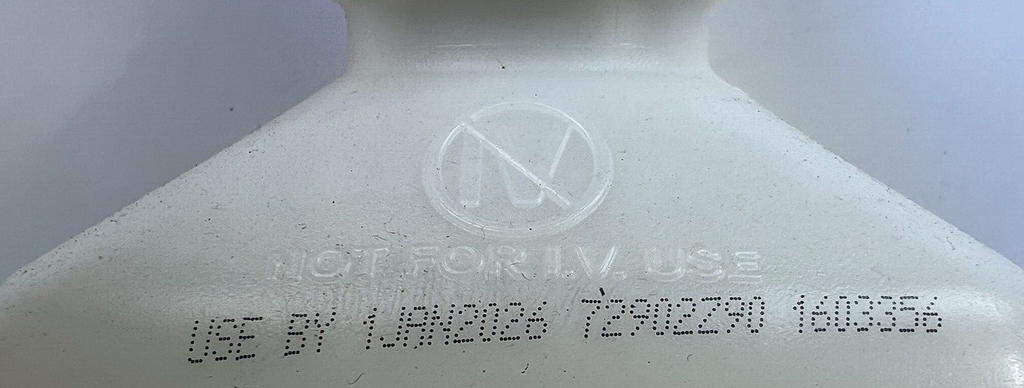 IV
NOT FOR I.V. USE
USE BY 1JAN2026 72902290 1603356